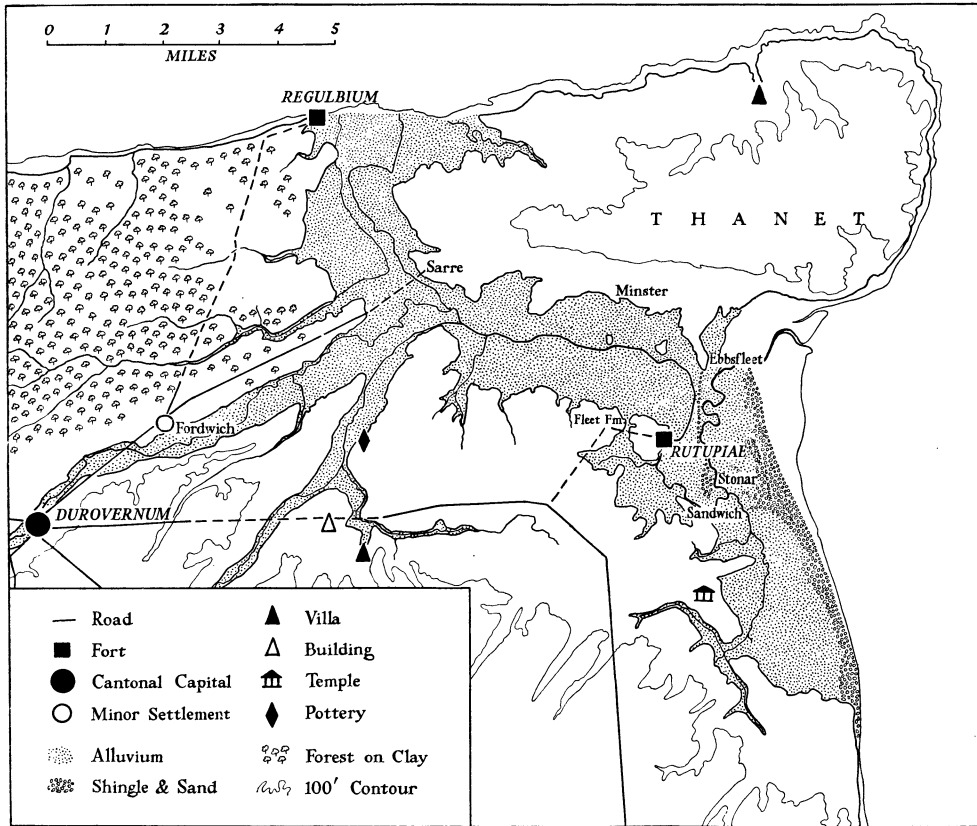 0 1 2 3 4 5
MILES
REGULBIUM
T H A N E T
Sarre
Minster
Ebbsfleet
Fordwich
Fleet Fm.
RUTUPIAE
Stonar
Sandwich
DUROVERNUM
Road
Fort
Cantonal Capital
Minor Settlement
Alluvium
Shingle & Sand
Villa
Building
Temple
Pottery
Forest on Clay
100' Contour